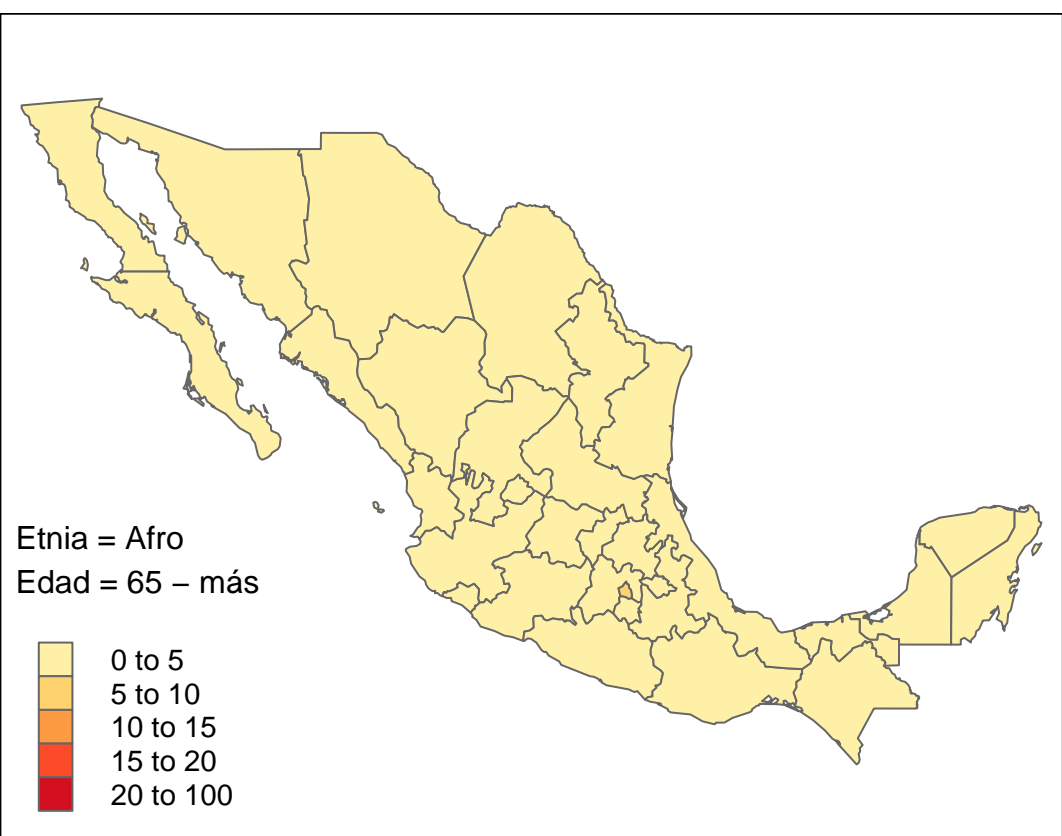 Etnia = Afro
Edad = 65 – más
0 to 5
5 to 10
10 to 15
15 to 20
20 to 100